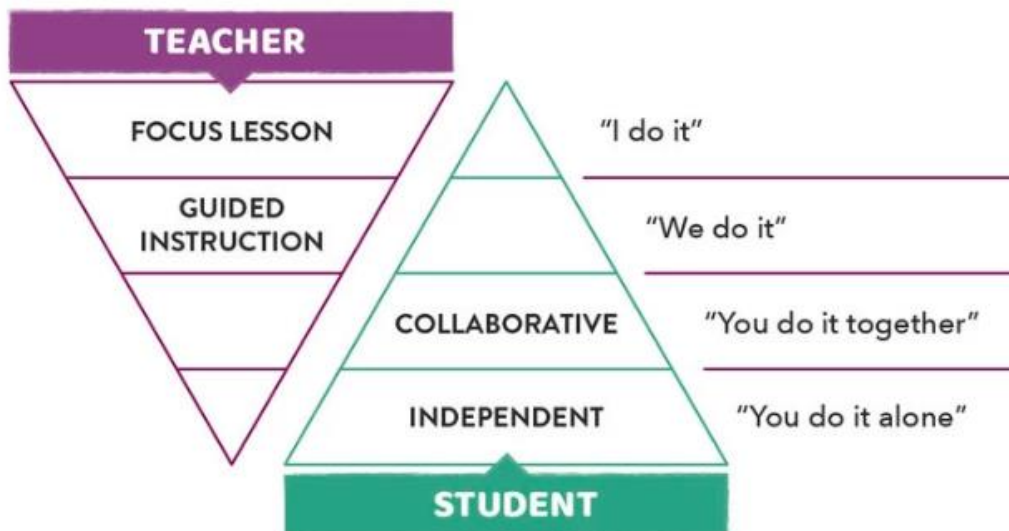 TEACHER
FOCUS LESSON
"I do it"
GUIDED
INSTRUCTION
"We do it"
COLLABORATIVE
"You do it together"
INDEPENDENT
"You do it alone"
STUDENT